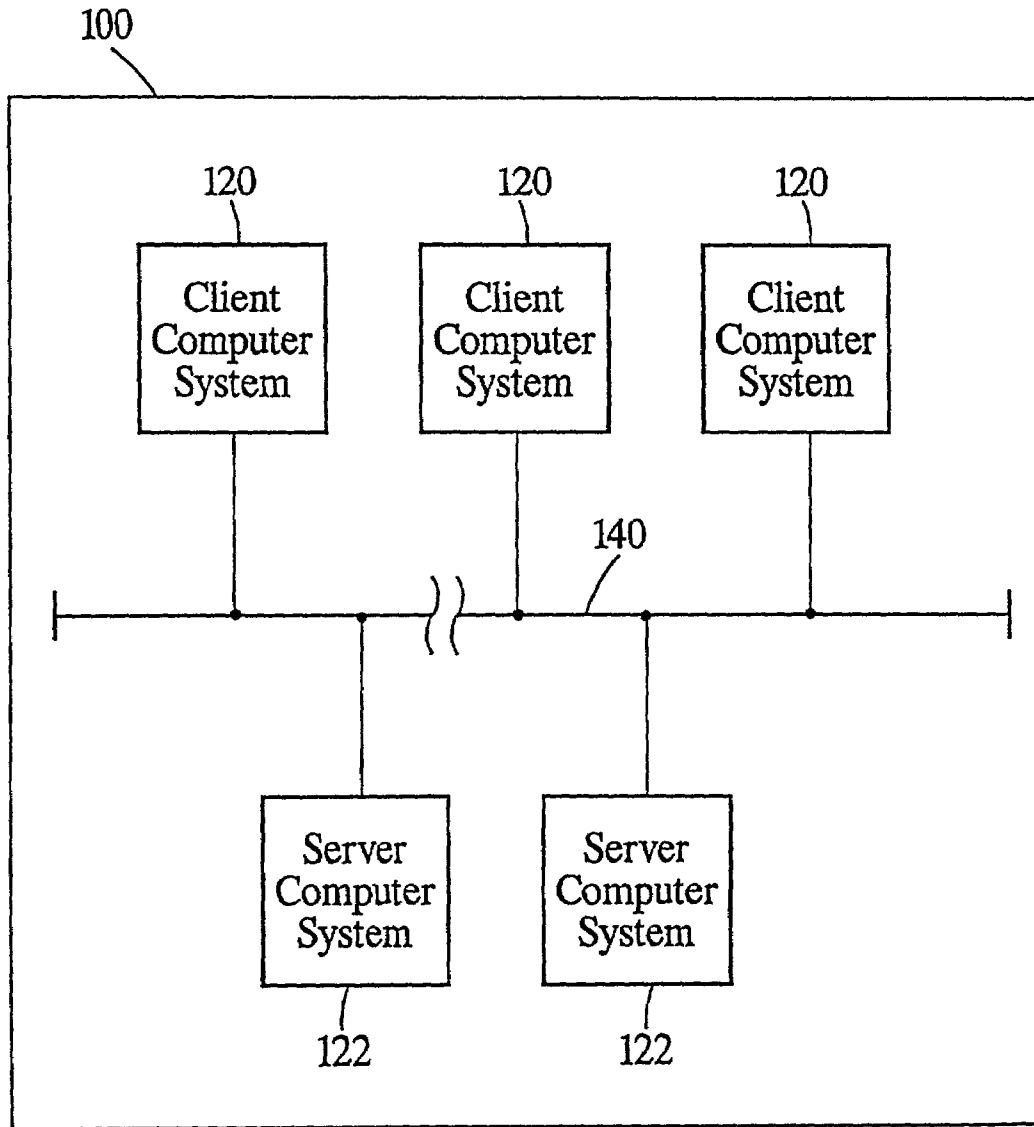 100
120
120
120
Client
Computer
System
Client
Computer
System
Client
Computer
System
140
Server
Computer
System
Server
Computer
System
122
122